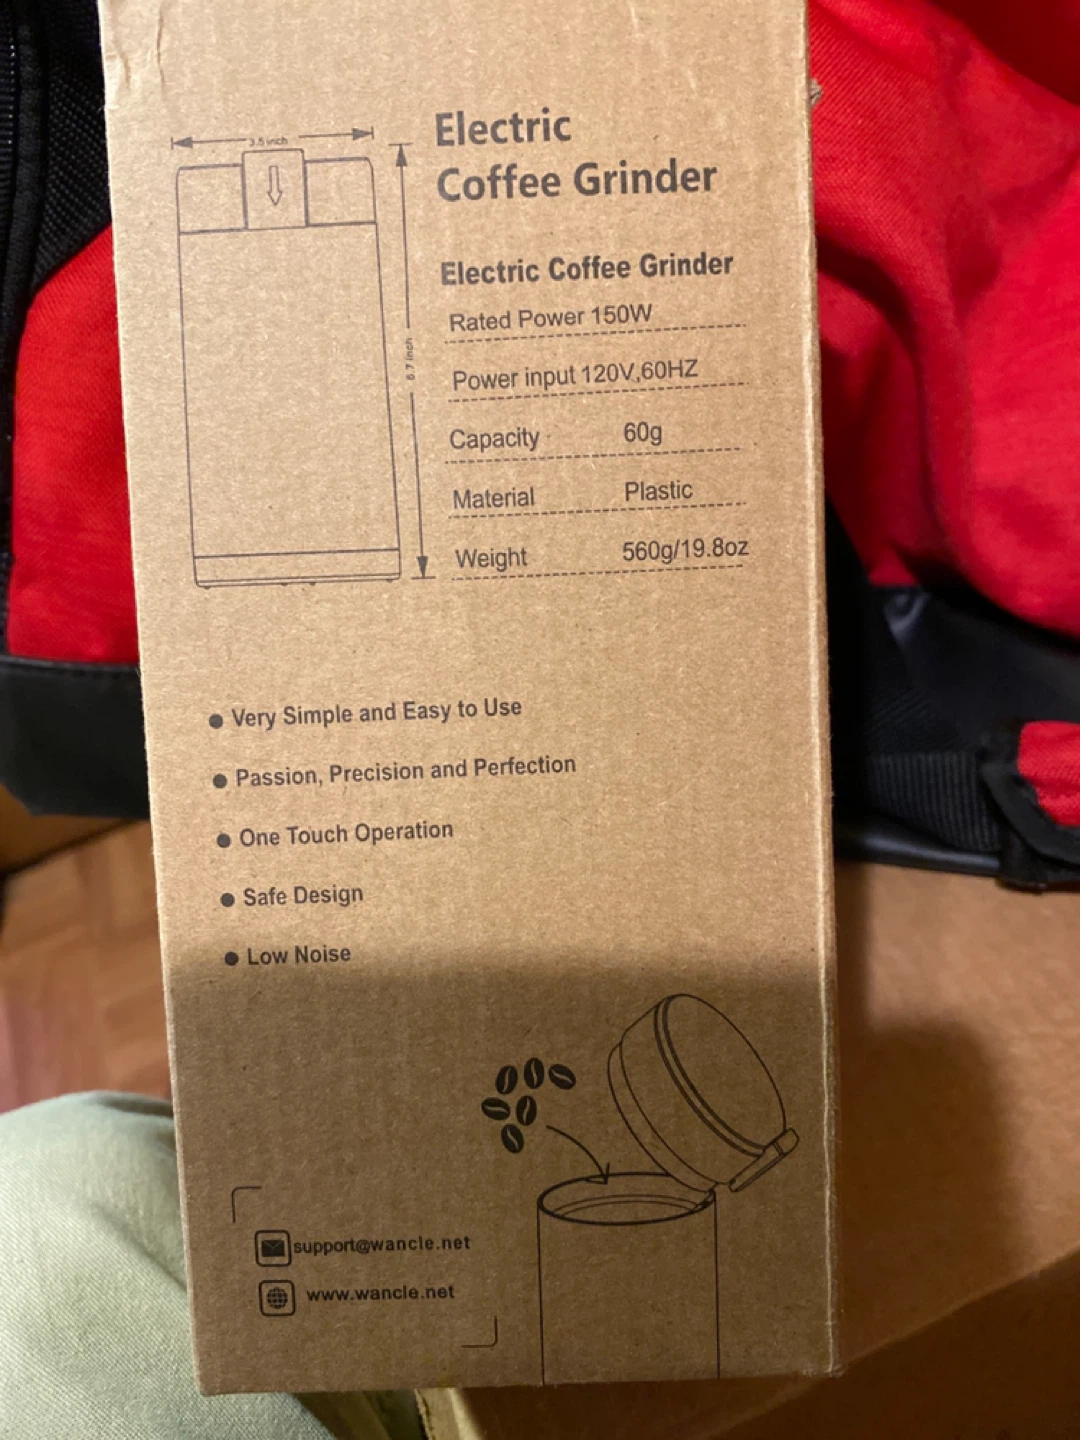 3.5 inch
Electric
Coffee Grinder
Electric Coffee Grinder
Rated Power 150W
Power input 120V,60HZ
Capacity 60g
Material Plastic
Weight 560g/19.8oz
6.7 inch
Very Simple and Easy to Use
Passion, Precision and Perfection
One Touch Operation
Safe Design
Low Noise
support@wancle.net
www.wancle.net